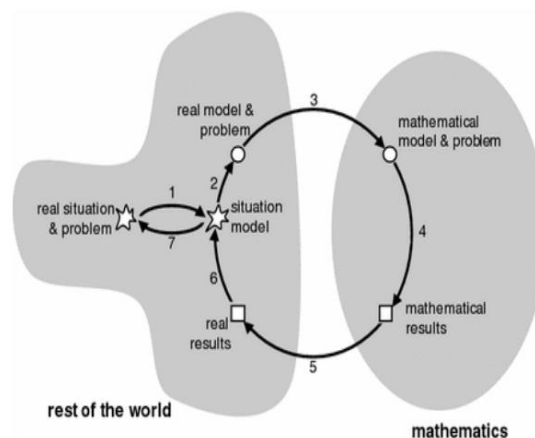 3
real model &
problem
mathematical
model & problem
1
2
real situation
& problem
situation
model
7
4
6
real
results
mathematical
results
5
rest of the world
mathematics